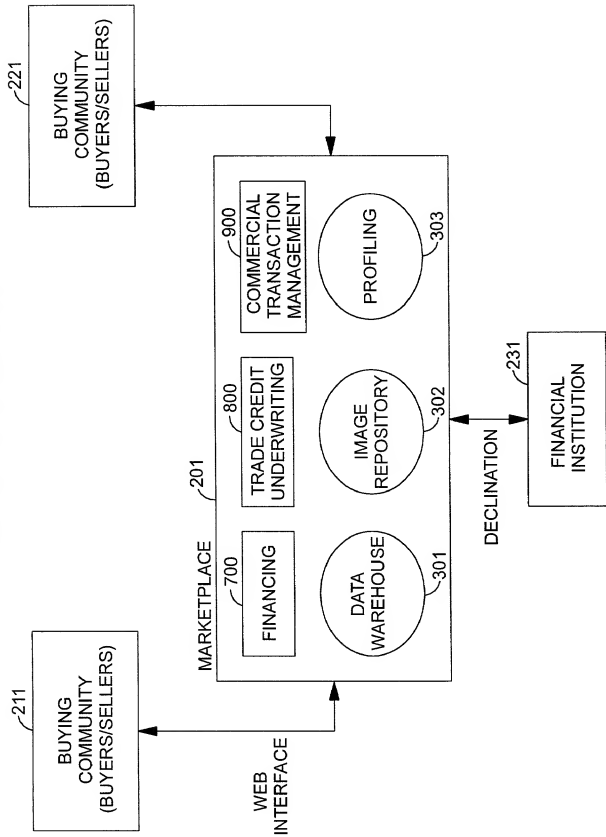 211
BUYING
COMMUNITY
(BUYERS/SELLERS)
221
BUYING
COMMUNITY
(BUYERS/SELLERS)
WEB
INTERFACE
MARKETPLACE
201
700
FINANCING
800
TRADE CREDIT
UNDERWRITING
900
COMMERCIAL
TRANSACTION
MANAGEMENT
DATA
WAREHOUSE
301
IMAGE
REPOSITORY
302
PROFILING
303
DECLINATION
231
FINANCIAL
INSTITUTION